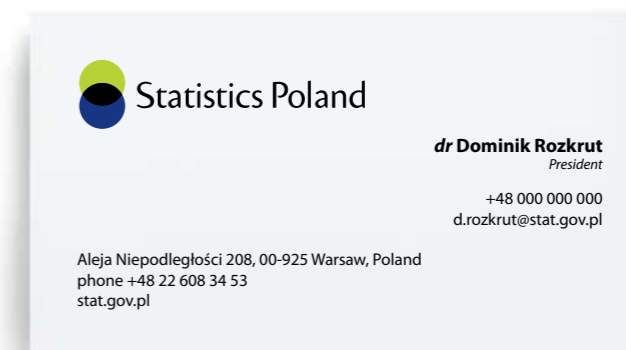 Statistics Poland
dr Dominik Rozkrut
President
+48 000 000 000
d.rozkrut@stat.gov.pl
Aleja Niepodległości 208, 00-925 Warsaw, Poland
phone +48 22 608 34 53
stat.gov.pl